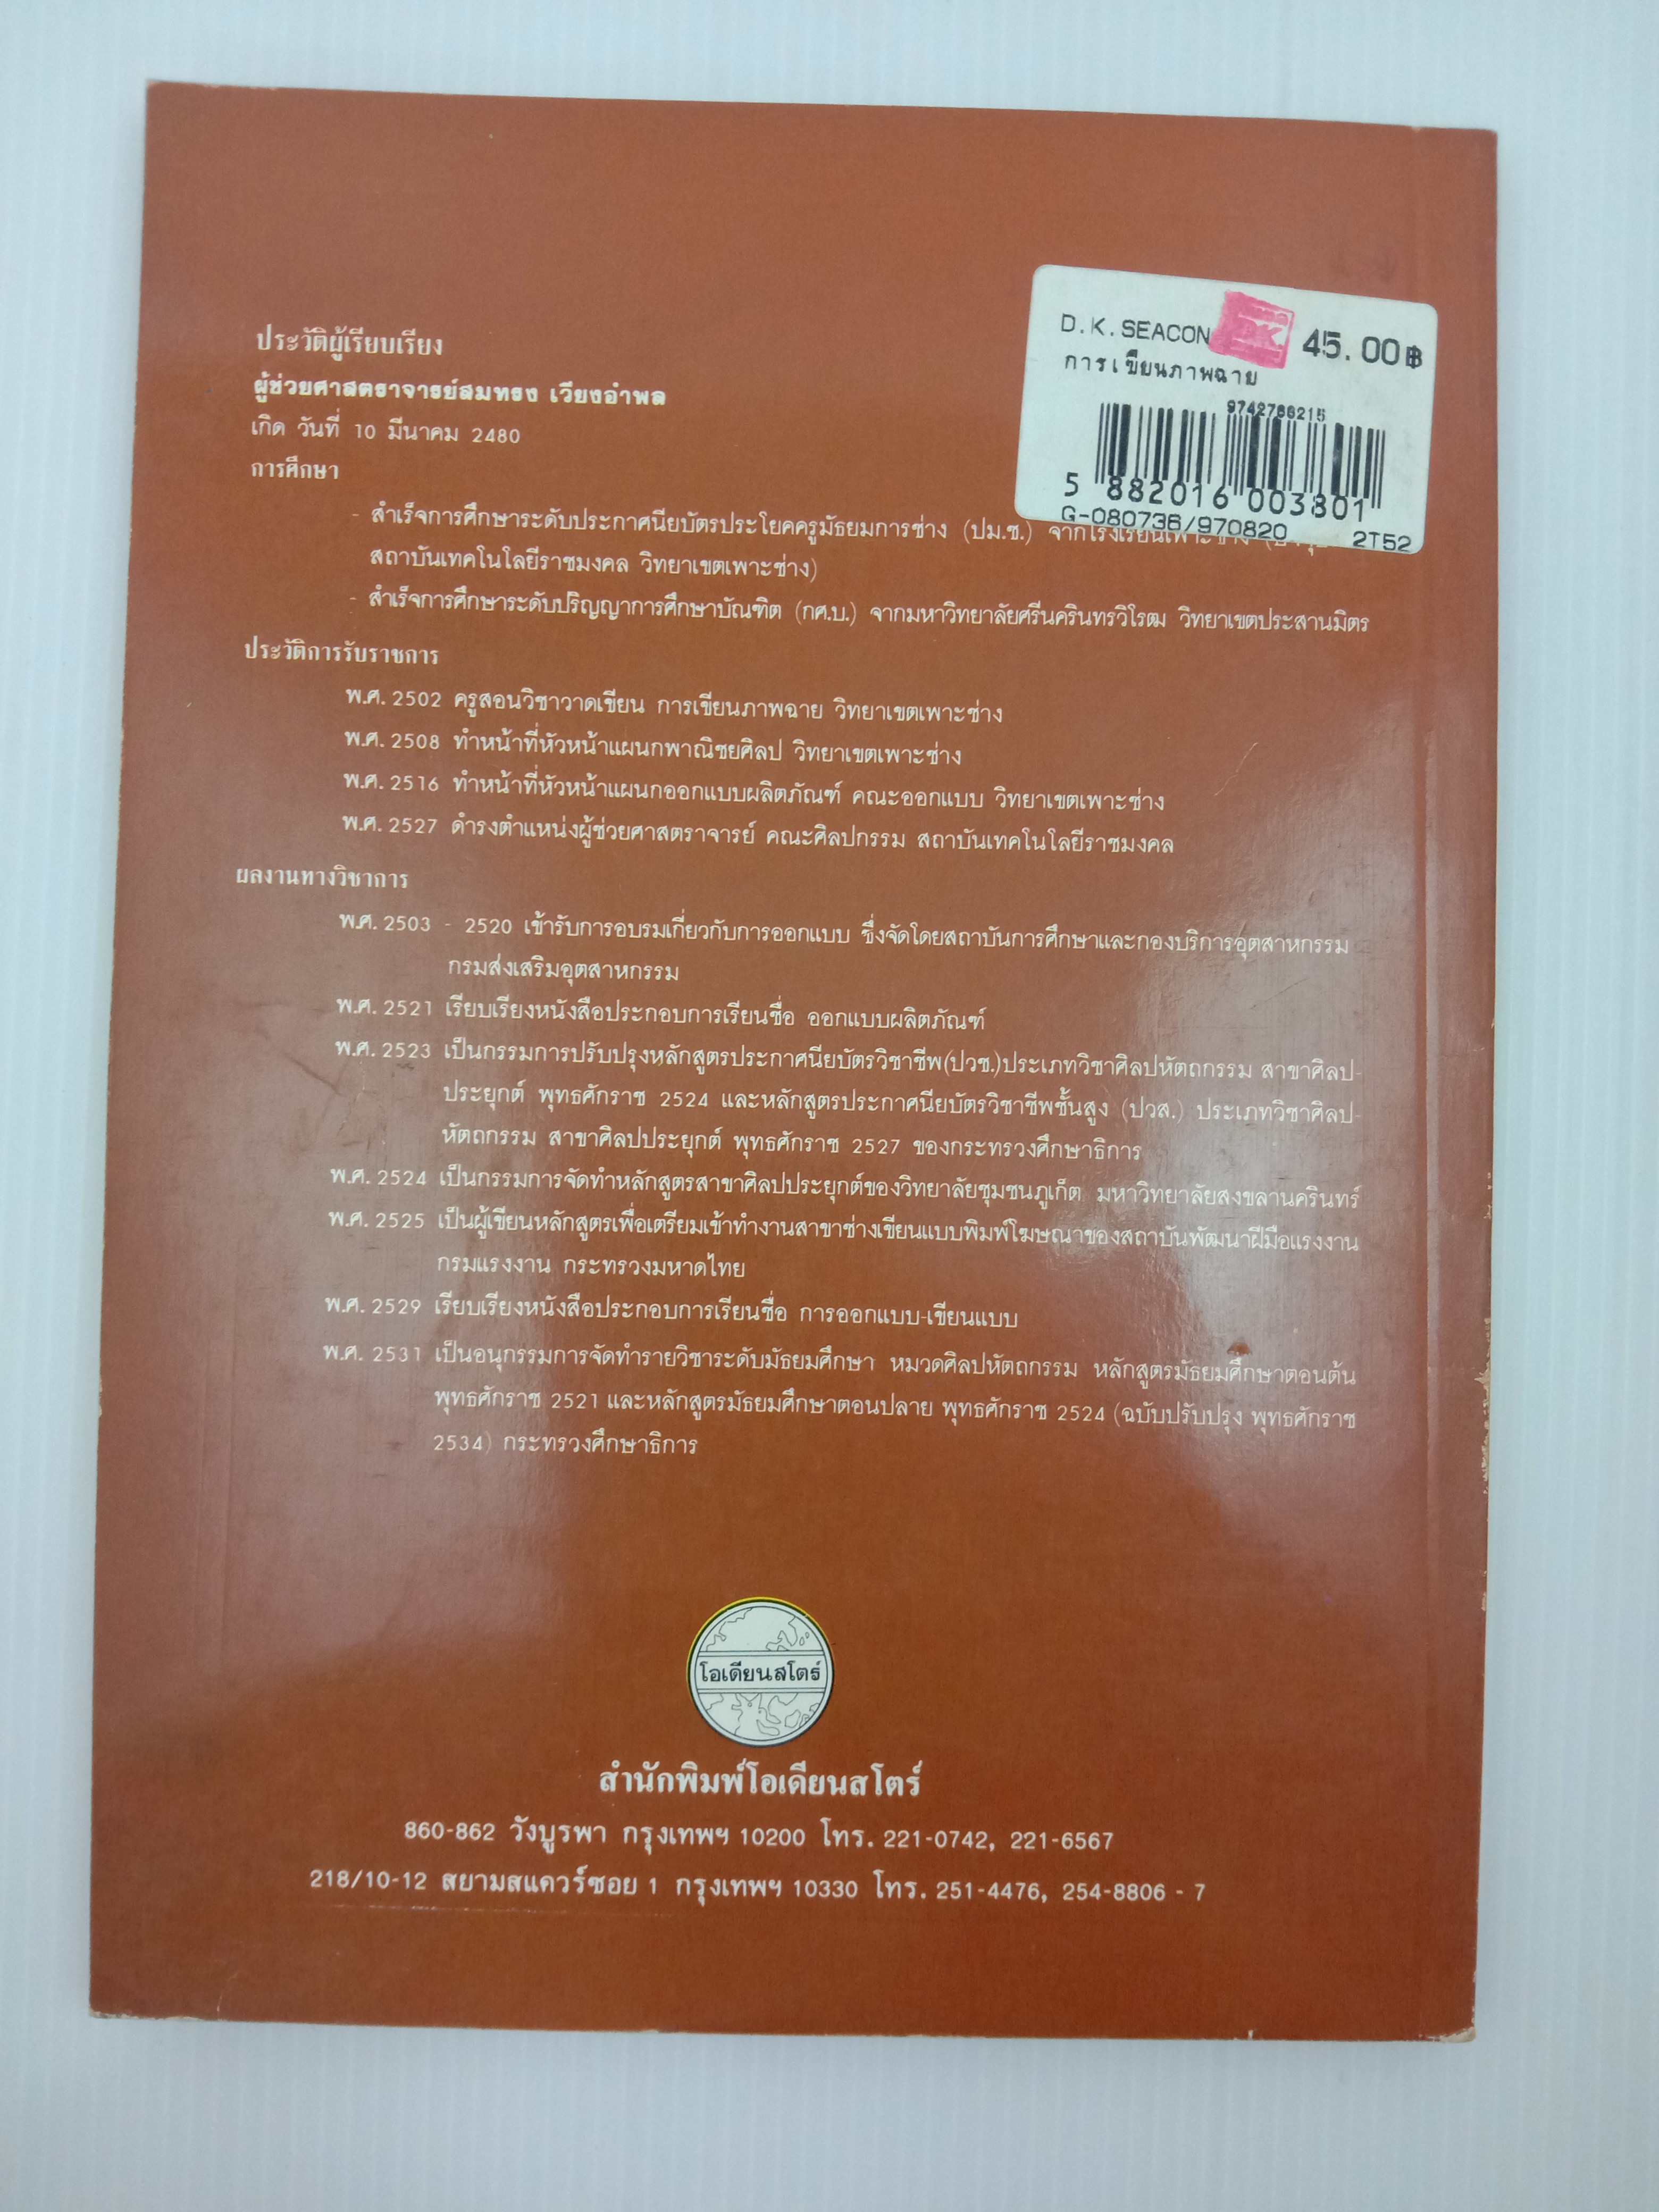 D.K. SEACON DK. 45.00฿
การเขียนภาพฉาย
9742766215
5 882016 003801
G-080736/970820 2T52
ประวัติผู้เรียบเรียง
ผู้ช่วยศาสตราจารย์สมทรง เวียงอำพล
เกิด วันที่ 10 มีนาคม 2480
การศึกษา
- สำเร็จการศึกษาระดับประกาศนียบัตรประโยคครูมัธยมการช่าง (ปม.ช.) จากโรงเรียนเพาะช่าง
สถาบันเทคโนโลยีราชมงคล วิทยาเขตเพาะช่าง)
- สำเร็จการศึกษาระดับปริญญาการศึกษาบัณฑิต (กศ.บ.) จากมหาวิทยาลัยศรีนครินทรวิโรฒ วิทยาเขตประสานมิตร
ประวัติการรับราชการ
พ.ศ. 2502 ครูสอนวิชาวาดเขียน การเขียนภาพฉาย วิทยาเขตเพาะช่าง
พ.ศ. 2508 ทำหน้าที่หัวหน้าแผนกพาณิชยศิลป วิทยาเขตเพาะช่าง
พ.ศ. 2516 ทำหน้าที่หัวหน้าแผนกออกแบบผลิตภัณฑ์ คณะออกแบบ วิทยาเขตเพาะช่าง
พ.ศ. 2527 ดำรงตำแหน่งผู้ช่วยศาสตราจารย์ คณะศิลปกรรม สถาบันเทคโนโลยีราชมงคล
ผลงานทางวิชาการ
พ.ศ. 2503 - 2520 เข้ารับการอบรมเกี่ยวกับการออกแบบ ซึ่งจัดโดยสถาบันการศึกษาและกองบริการอุตสาหกรรม
กรมส่งเสริมอุตสาหกรรม
พ.ศ. 2521 เรียบเรียงหนังสือประกอบการเรียนชื่อ ออกแบบผลิตภัณฑ์
พ.ศ. 2523 เป็นกรรมการปรับปรุงหลักสูตรประกาศนียบัตรวิชาชีพ(ปวช.)ประเภทวิชาศิลปหัตถกรรม สาขาศิลป-
ประยุกต์ พุทธศักราช 2524 และหลักสูตรประกาศนียบัตรวิชาชีพชั้นสูง (ปวส.) ประเภทวิชาศิลป-
หัตถกรรม สาขาศิลปประยุกต์ พุทธศักราช 2527 ของกระทรวงศึกษาธิการ
พ.ศ. 2524 เป็นกรรมการจัดทำหลักสูตรสาขาศิลปประยุกต์ของวิทยาลัยชุมชนภูเก็ต มหาวิทยาลัยสงขลานครินทร์
พ.ศ. 2525 เป็นผู้เขียนหลักสูตรเพื่อเตรียมเข้าทำงานสาขาช่างเขียนแบบพิมพ์โฆษณาของสถาบันพัฒนาฝีมือแรงงาน
กรมแรงงาน กระทรวงมหาดไทย
พ.ศ. 2529 เรียบเรียงหนังสือประกอบการเรียนชื่อ การออกแบบ-เขียนแบบ
พ.ศ. 2531 เป็นอนุกรรมการจัดทำรายวิชาระดับมัธยมศึกษา หมวดศิลปหัตถกรรม หลักสูตรมัธยมศึกษาตอนต้น
พุทธศักราช 2521 และหลักสูตรมัธยมศึกษาตอนปลาย พุทธศักราช 2524 (ฉบับปรับปรุง พุทธศักราช
2534) กระทรวงศึกษาธิการ
โอเดียนสโตร์
สำนักพิมพ์โอเดียนสโตร์
860-862 วังบูรพา กรุงเทพฯ 10200 โทร. 221-0742, 221-6567
218/10-12 สยามสแควร์ซอย 1 กรุงเทพฯ 10330 โทร. 251-4476, 254-8806 - 7